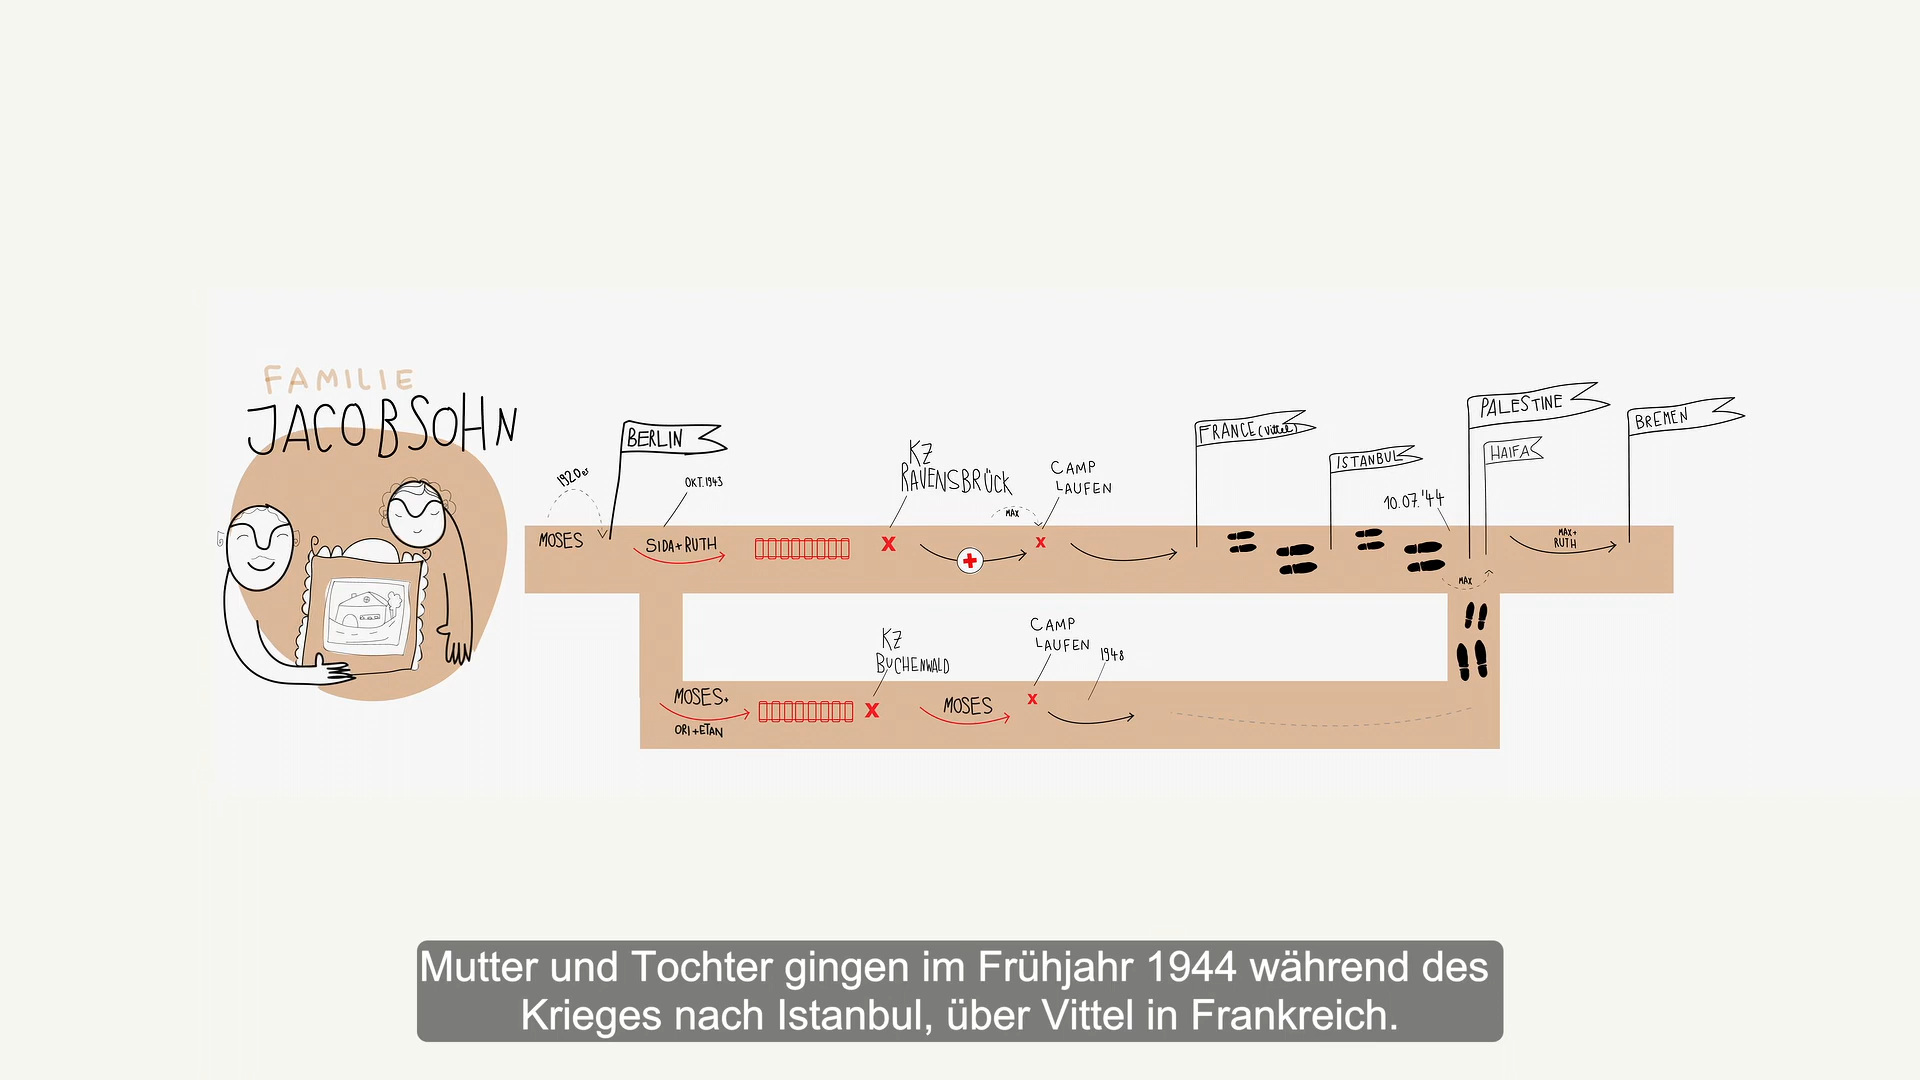 FAMILIE
JACOBSOHN
1920er
MOSES
BERLIN
OKT. 1943
SIDA+RUTH
KZ
RAVENSBRÜCK
MAX
CAMP
LAUFEN
FRANCE (Vittel)
ISTANBUL
10.07.'44
PALESTINE
HAIFA
MAX
MAX+
RUTH
BREMEN
MOSES+
ORI+ETAN
KZ
BUCHENWALD
MOSES
CAMP
LAUFEN
1948
Mutter und Tochter gingen im Frühjahr 1944 während des
Krieges nach Istanbul, über Vittel in Frankreich.